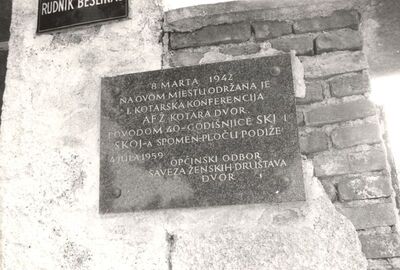 RUDNIK BEŠLINAC
8 MARTA 1942
NA OVOM MJESTU ODRŽANA JE
I. KOTARSKA KONFERENCIJA
AFŽ KOTARA DVOR.
POVODOM 40-GODIŠNJICE SKJ I
SKOJ-a SPOMEN-PLOČU PODIŽE
4 JULA 1959. OPĆINSKI ODBOR
SAVEZA ŽENSKIH DRUŠTAVA
DVOR